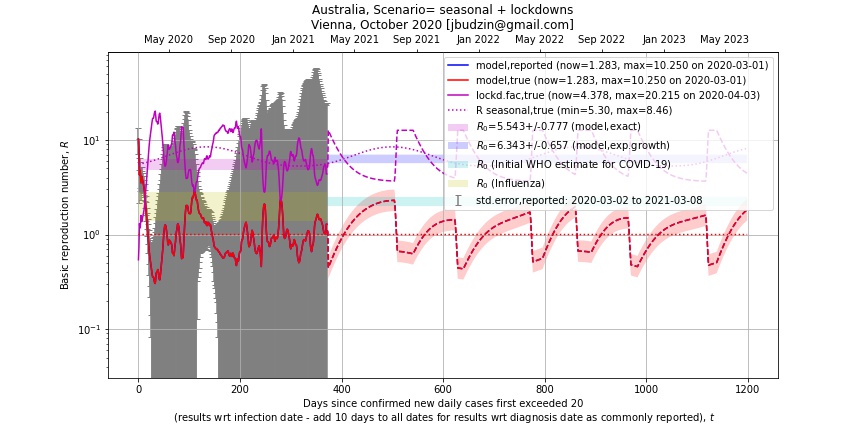 Australia, Scenario= seasonal + lockdowns
Vienna, October 2020 [jbudzin@gmail.com]
May 2020 Sep 2020 Jan 2021 May 2021 Sep 2021 Jan 2022 May 2022 Sep 2022 Jan 2023 May 2023
model,reported (now=1.283, max=10.250 on 2020-03-01)
model,true (now=1.283, max=10.250 on 2020-03-01)
lockd.fac,true (now=4.378, max=20.215 on 2020-04-03)
R seasonal,true (min=5.30, max=8.46)
R₀=5.543+/-0.777 (model,exact)
R₀=6.343+/-0.657 (model,exp.growth)
R₀ (Initial WHO estimate for COVID-19)
R₀ (Influenza)
std.error,reported: 2020-03-02 to 2021-03-08
Basic reproduction number, R
10¹
10⁰
10⁻¹
0 200 400 600 800 1000 1200
Days since confirmed new daily cases first exceeded 20
(results wrt infection date - add 10 days to all dates for results wrt diagnosis date as commonly reported), t